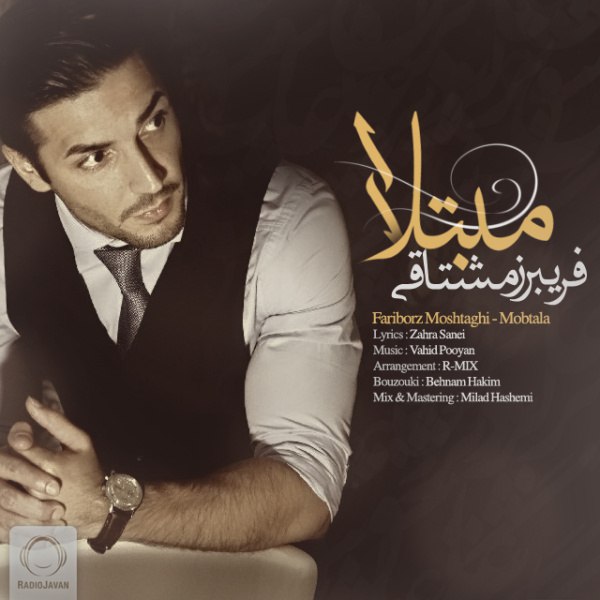 مبتلا
فریبرز مشتاقی
Fariborz Moshtaghi - Mobtala
Lyrics : Zahra Sanei
Music : Vahid Pooyan
Arrangement : R-MIX
Bouzouki : Behnam Hakim
Mix & Mastering : Milad Hashemi
RADIOJAVAN